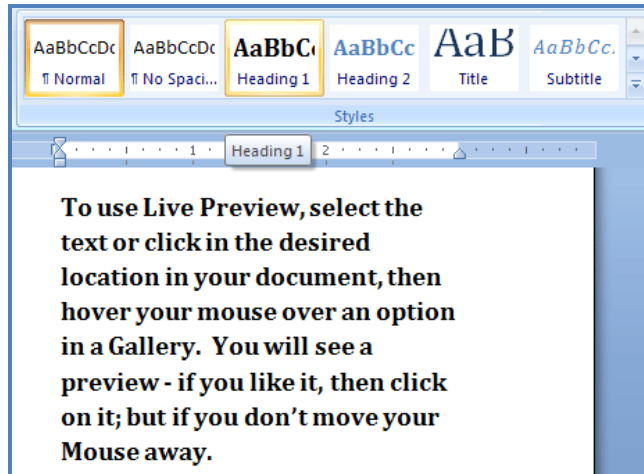 AaBbCcDc AaBbCcDc AaBbC AaBbCc AaB AaBbCc.
¶ Normal ¶ No Spaci... Heading 1 Heading 2 Title Subtitle
Styles
1 Heading 1 2
To use Live Preview, select the
text or click in the desired
location in your document, then
hover your mouse over an option
in a Gallery.  You will see a
preview - if you like it, then click
on it; but if you don’t move your
Mouse away.